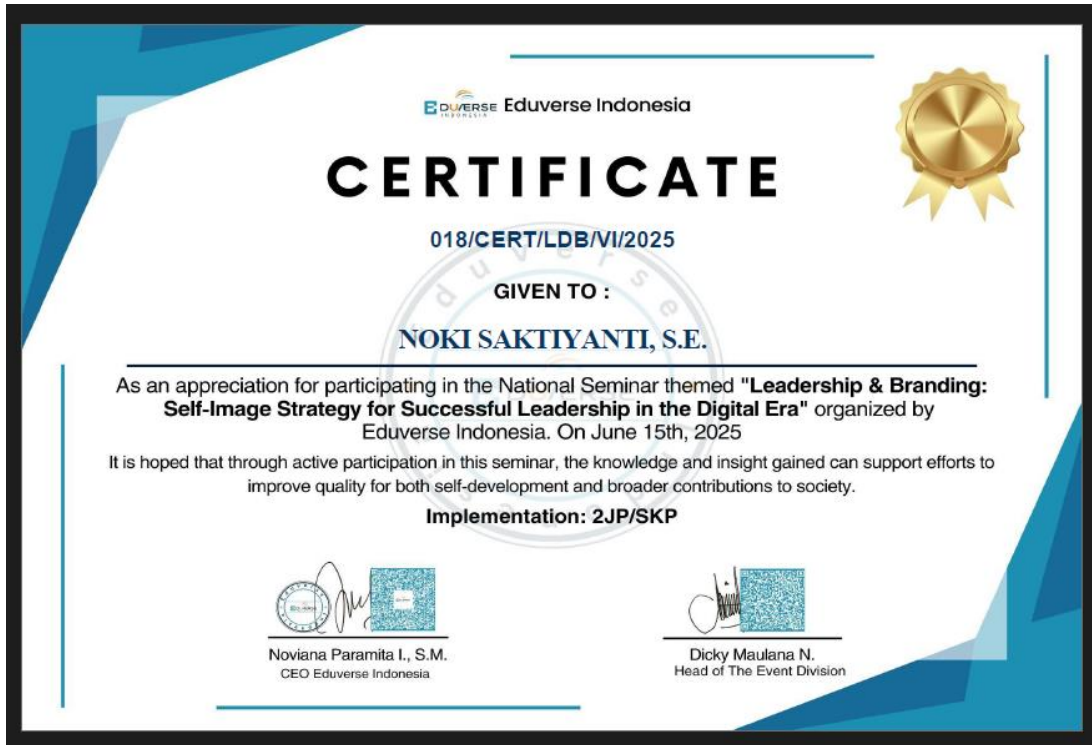 EDUVERSE
INDONESIA
Eduverse Indonesia
CERTIFICATE
018/CERT/LDB/VI/2025
GIVEN TO :
NOKI SAKTIYANTI, S.E.
As an appreciation for participating in the National Seminar themed "Leadership & Branding:
Self-Image Strategy for Successful Leadership in the Digital Era" organized by
Eduverse Indonesia. On June 15th, 2025
It is hoped that through active participation in this seminar, the knowledge and insight gained can support efforts to
improve quality for both self-development and broader contributions to society.
Implementation: 2JP/SKP
Noviana Paramita I., S.M.
CEO Eduverse Indonesia
Dicky Maulana N.
Head of The Event Division